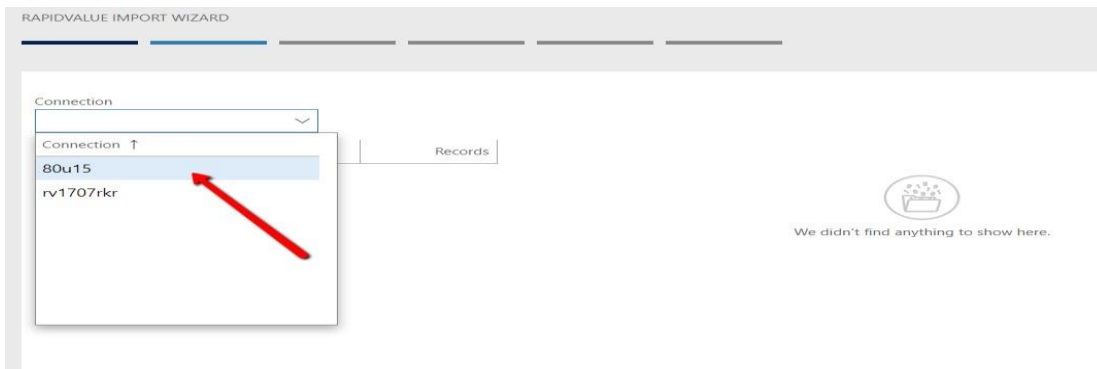 RAPIDVALUE IMPORT WIZARD
Connection
Connection ↑
Records
80u15
rv1707rkr
We didn't find anything to show here.